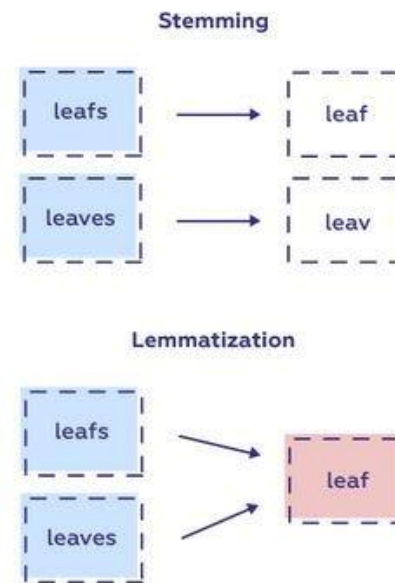 Stemming
leafs
leaf
leaves
leav
Lemmatization
leafs
leaf
leaves